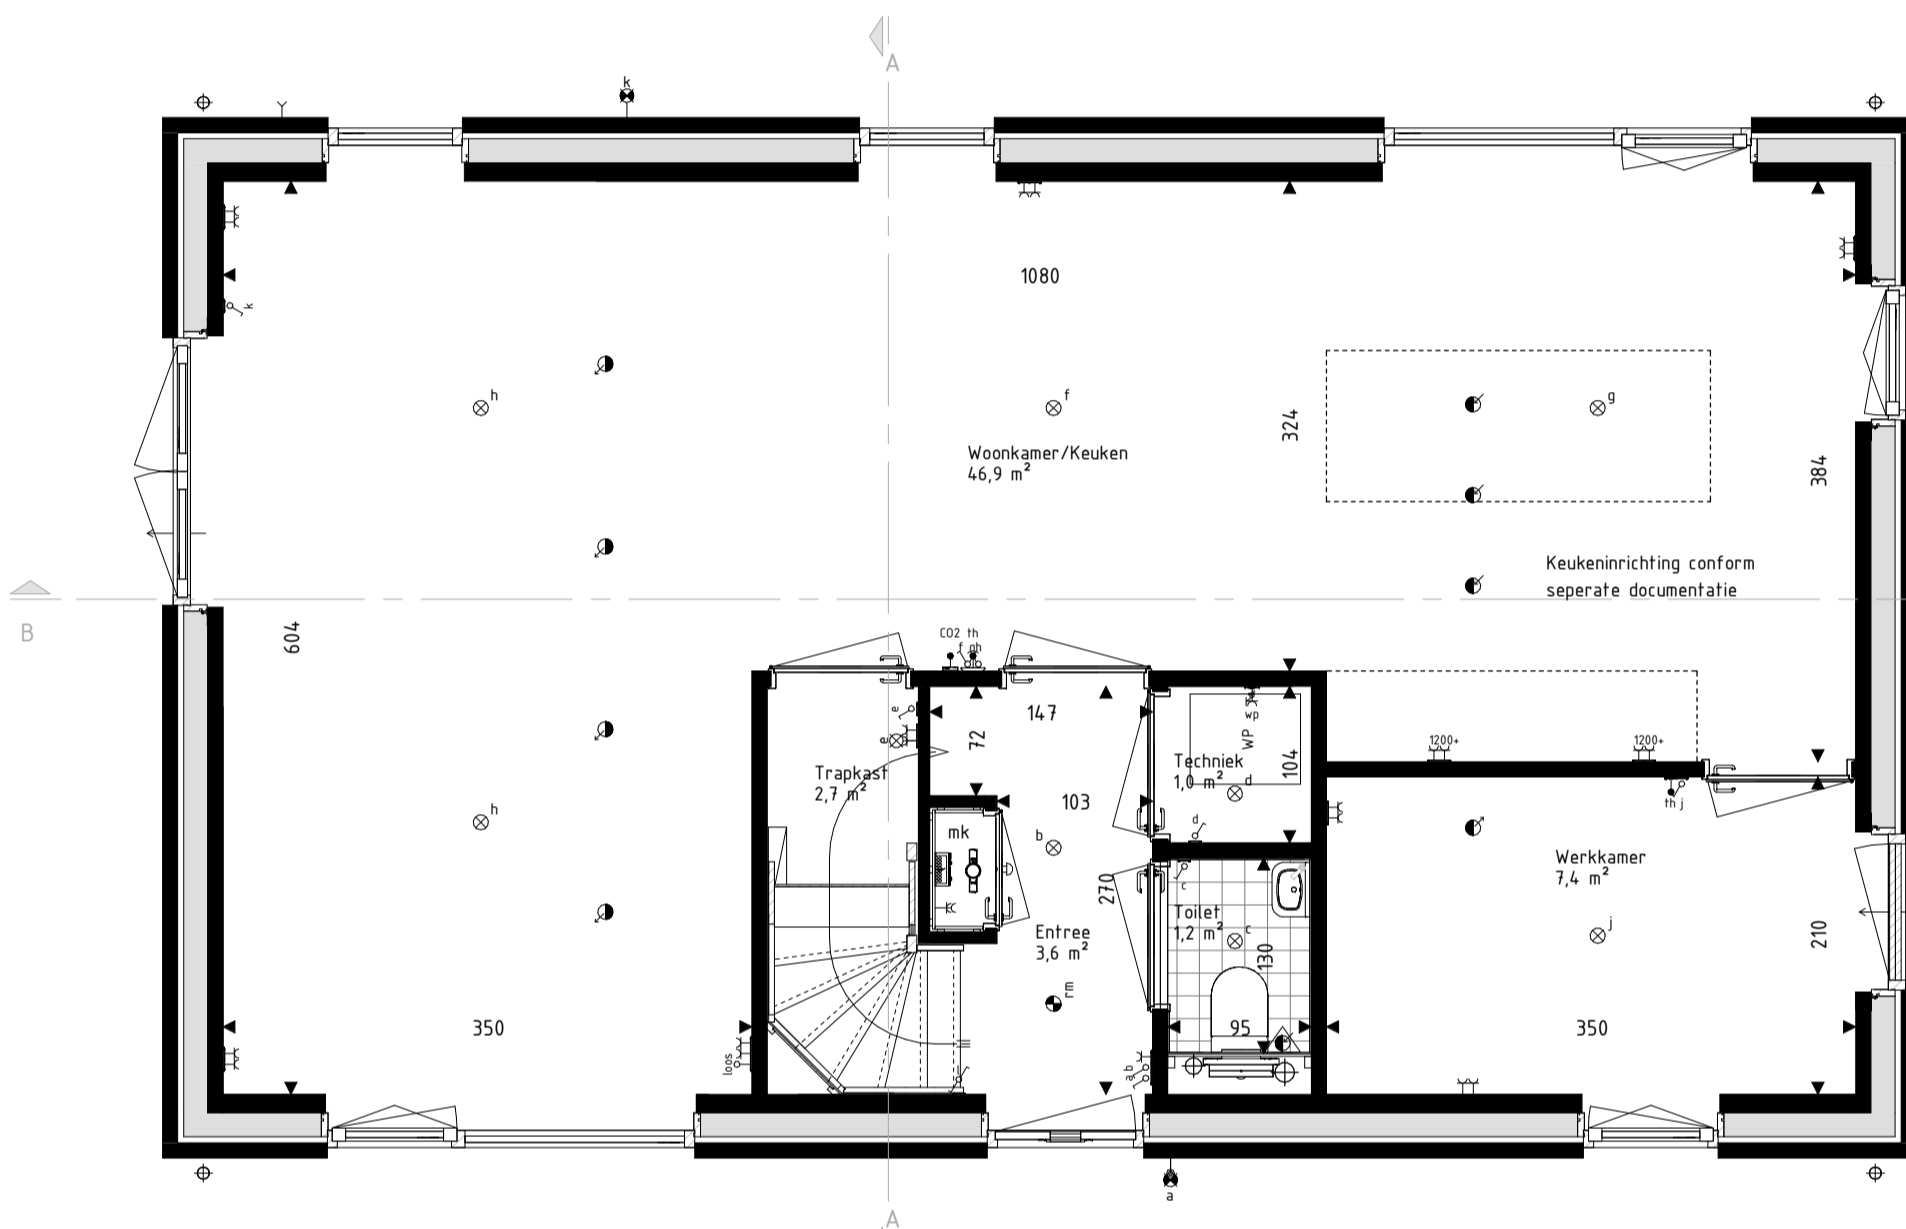 A
k
1080
k
h
f
g
324
Woonkamer/Keuken
46,9 m²
384
Keukeninrichting conform
seperate documentatie
B
604
CO2 th
f gh
e
147
wp
WP
72
e
Trapkast
2,7 m²
Techniek
1,0 m²
d
104
1200+
1200+
th j
103
h
mk
b
d
Werkkamer
7,4 m²
270
c
Toilet
1,2 m²
c
130
Entree
3,6 m²
j
210
rm
350
95
350
loos
a b
a
A